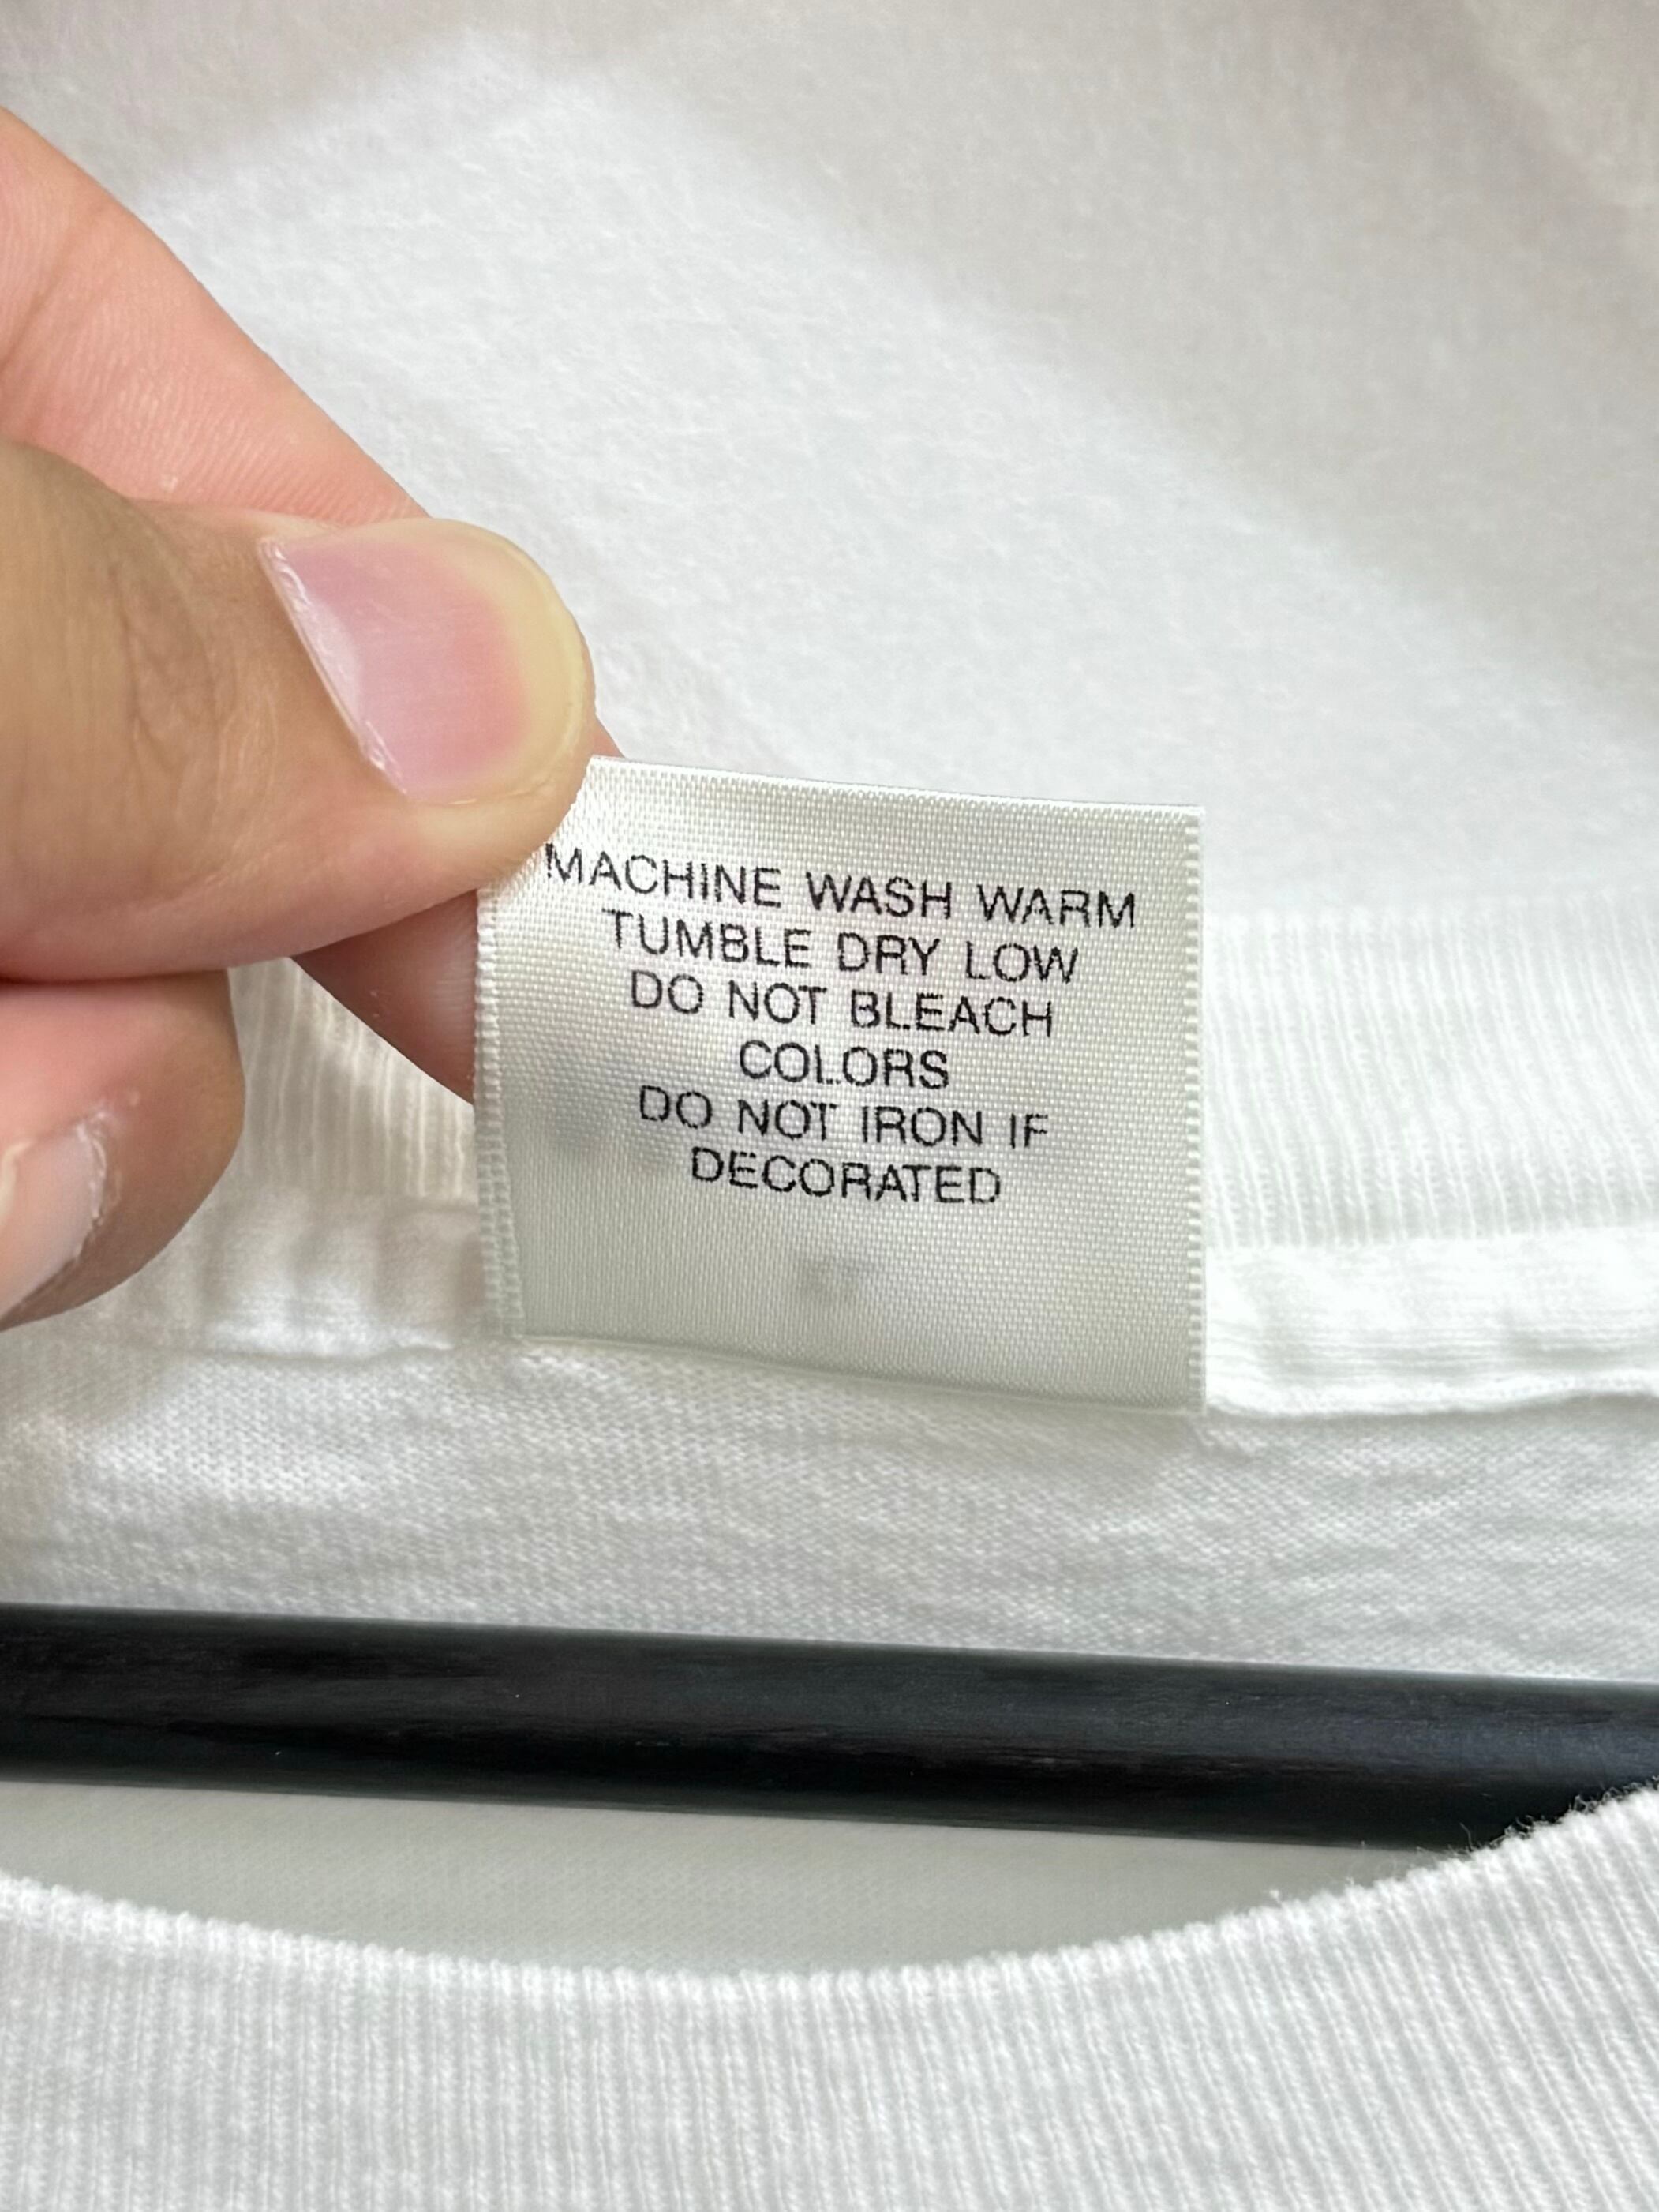 MACHINE WASH WARM
TUMBLE DRY LOW
DO NOT BLEACH
COLORS
DO NOT IRON IF
DECORATED